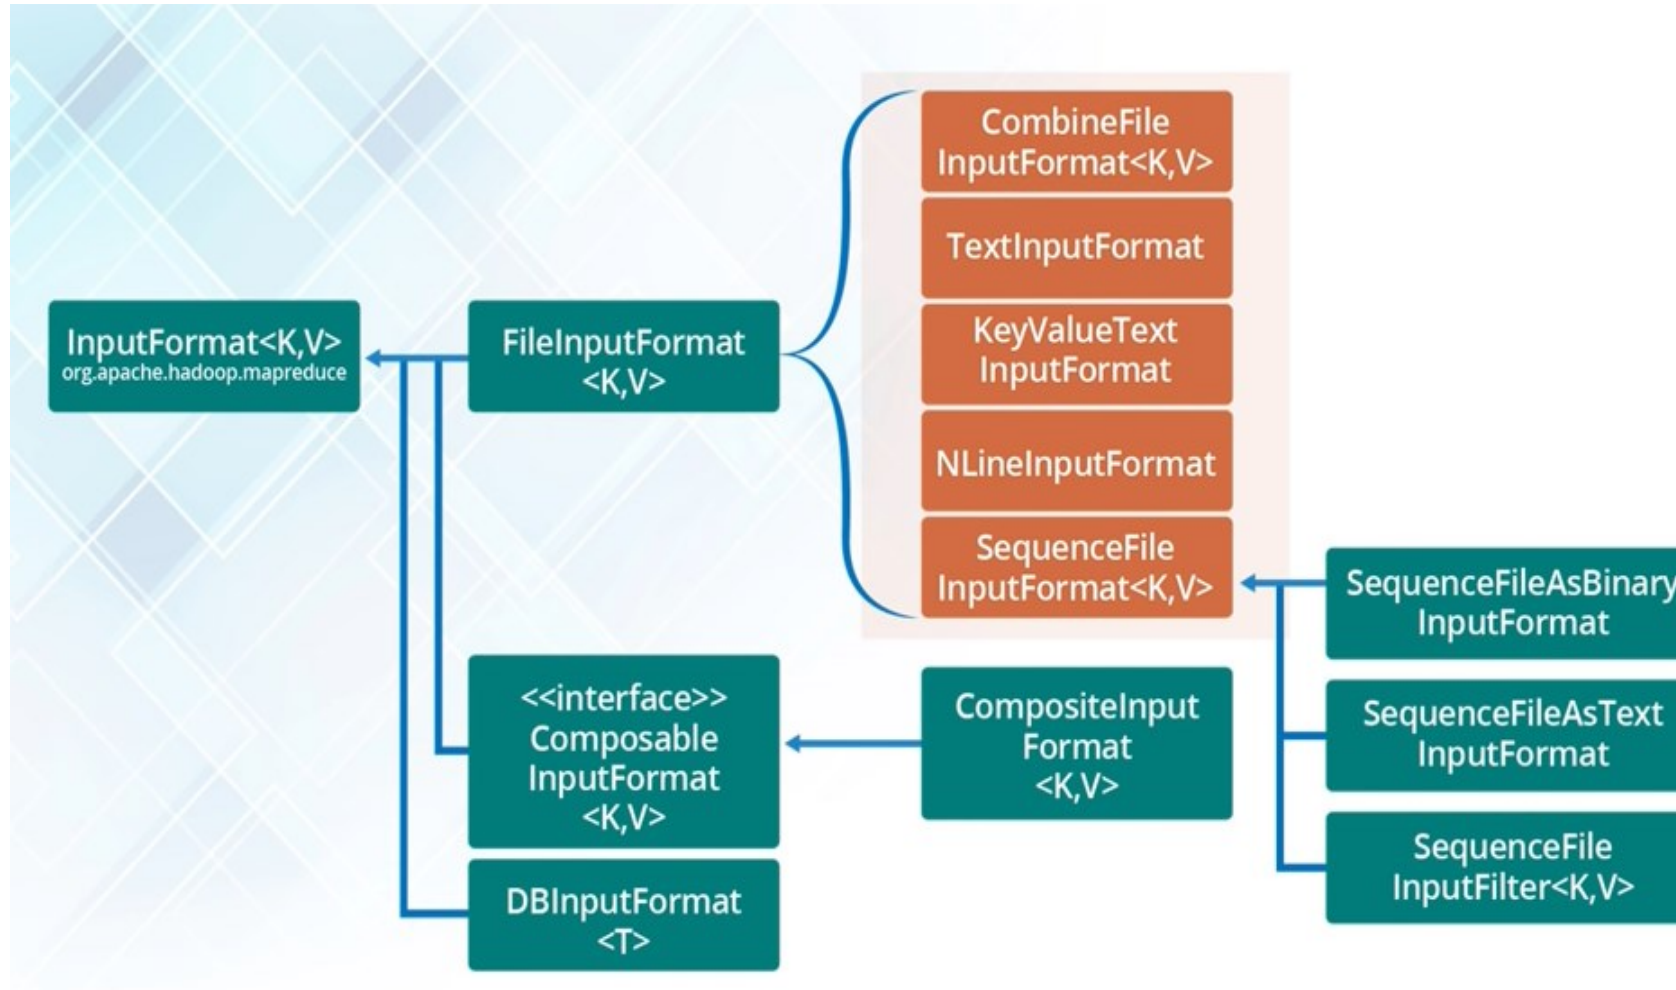 InputFormat<K,V>
org.apache.hadoop.mapreduce
FileInputFormat
<K,V>
CombineFile
InputFormat<K,V>
TextInputFormat
KeyValueText
InputFormat
NLineInputFormat
SequenceFile
InputFormat<K,V>
SequenceFileAsBinary
InputFormat
SequenceFileAsText
InputFormat
SequenceFile
InputFilter<K,V>
<<interface>>
Composable
InputFormat
<K,V>
CompositeInput
Format
<K,V>
DBInputFormat
<T>